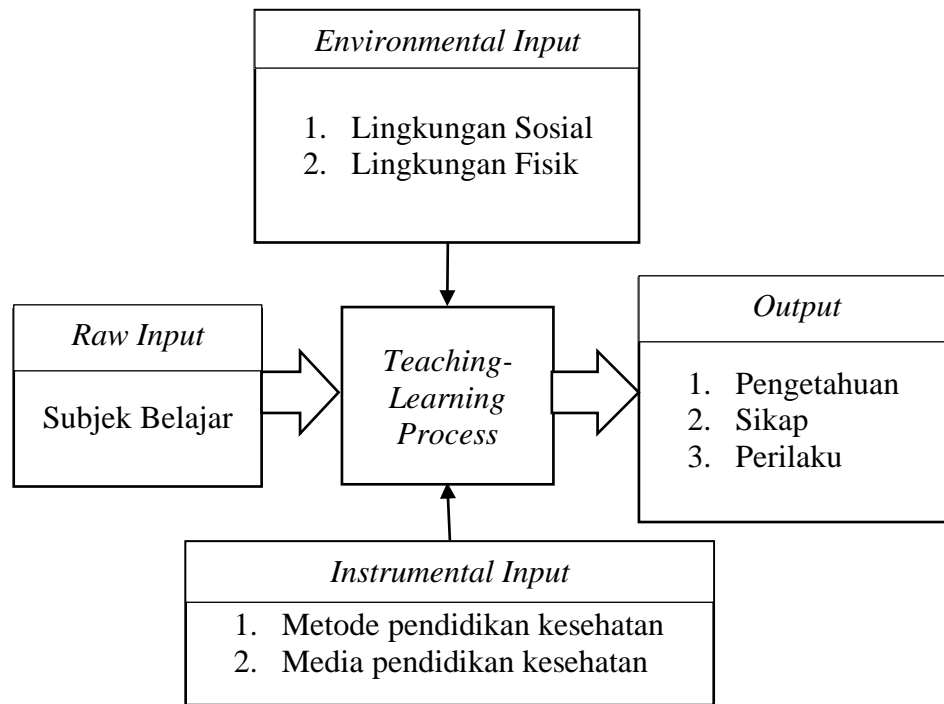 Environmental Input
1. Lingkungan Sosial
2. Lingkungan Fisik
Raw Input
Subjek Belajar
Teaching-
Learning
Process
Output
1. Pengetahuan
2. Sikap
3. Perilaku
Instrumental Input
1. Metode pendidikan kesehatan
2. Media pendidikan kesehatan